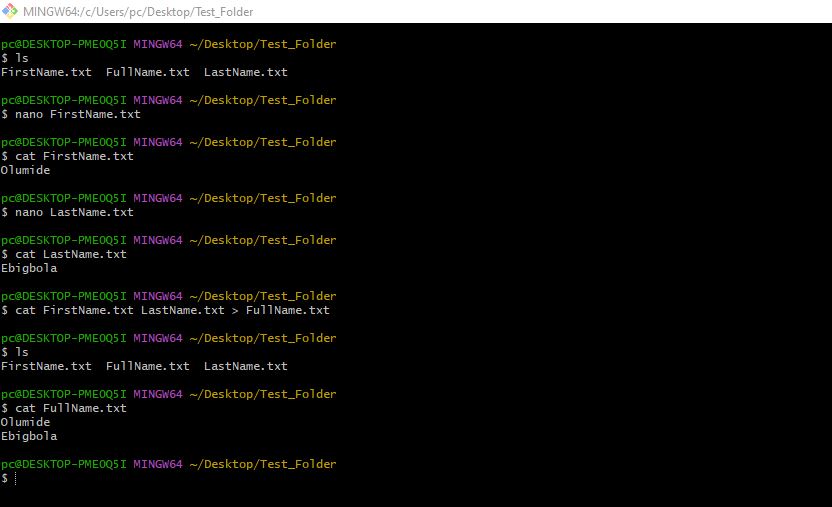 MINGW64:/c/Users/pc/Desktop/Test_Folder
pc@DESKTOP-PMEOQ5I MINGW64 ~/Desktop/Test_Folder
$ ls
FirstName.txt  FullName.txt  LastName.txt
pc@DESKTOP-PMEOQ5I MINGW64 ~/Desktop/Test_Folder
$ nano FirstName.txt
pc@DESKTOP-PMEOQ5I MINGW64 ~/Desktop/Test_Folder
$ cat FirstName.txt
Olumide
pc@DESKTOP-PMEOQ5I MINGW64 ~/Desktop/Test_Folder
$ nano LastName.txt
pc@DESKTOP-PMEOQ5I MINGW64 ~/Desktop/Test_Folder
$ cat LastName.txt
Ebigbola
pc@DESKTOP-PMEOQ5I MINGW64 ~/Desktop/Test_Folder
$ cat FirstName.txt LastName.txt > FullName.txt
pc@DESKTOP-PMEOQ5I MINGW64 ~/Desktop/Test_Folder
$ ls
FirstName.txt  FullName.txt  LastName.txt
pc@DESKTOP-PMEOQ5I MINGW64 ~/Desktop/Test_Folder
$ cat FullName.txt
Olumide
Ebigbola
pc@DESKTOP-PMEOQ5I MINGW64 ~/Desktop/Test_Folder
$